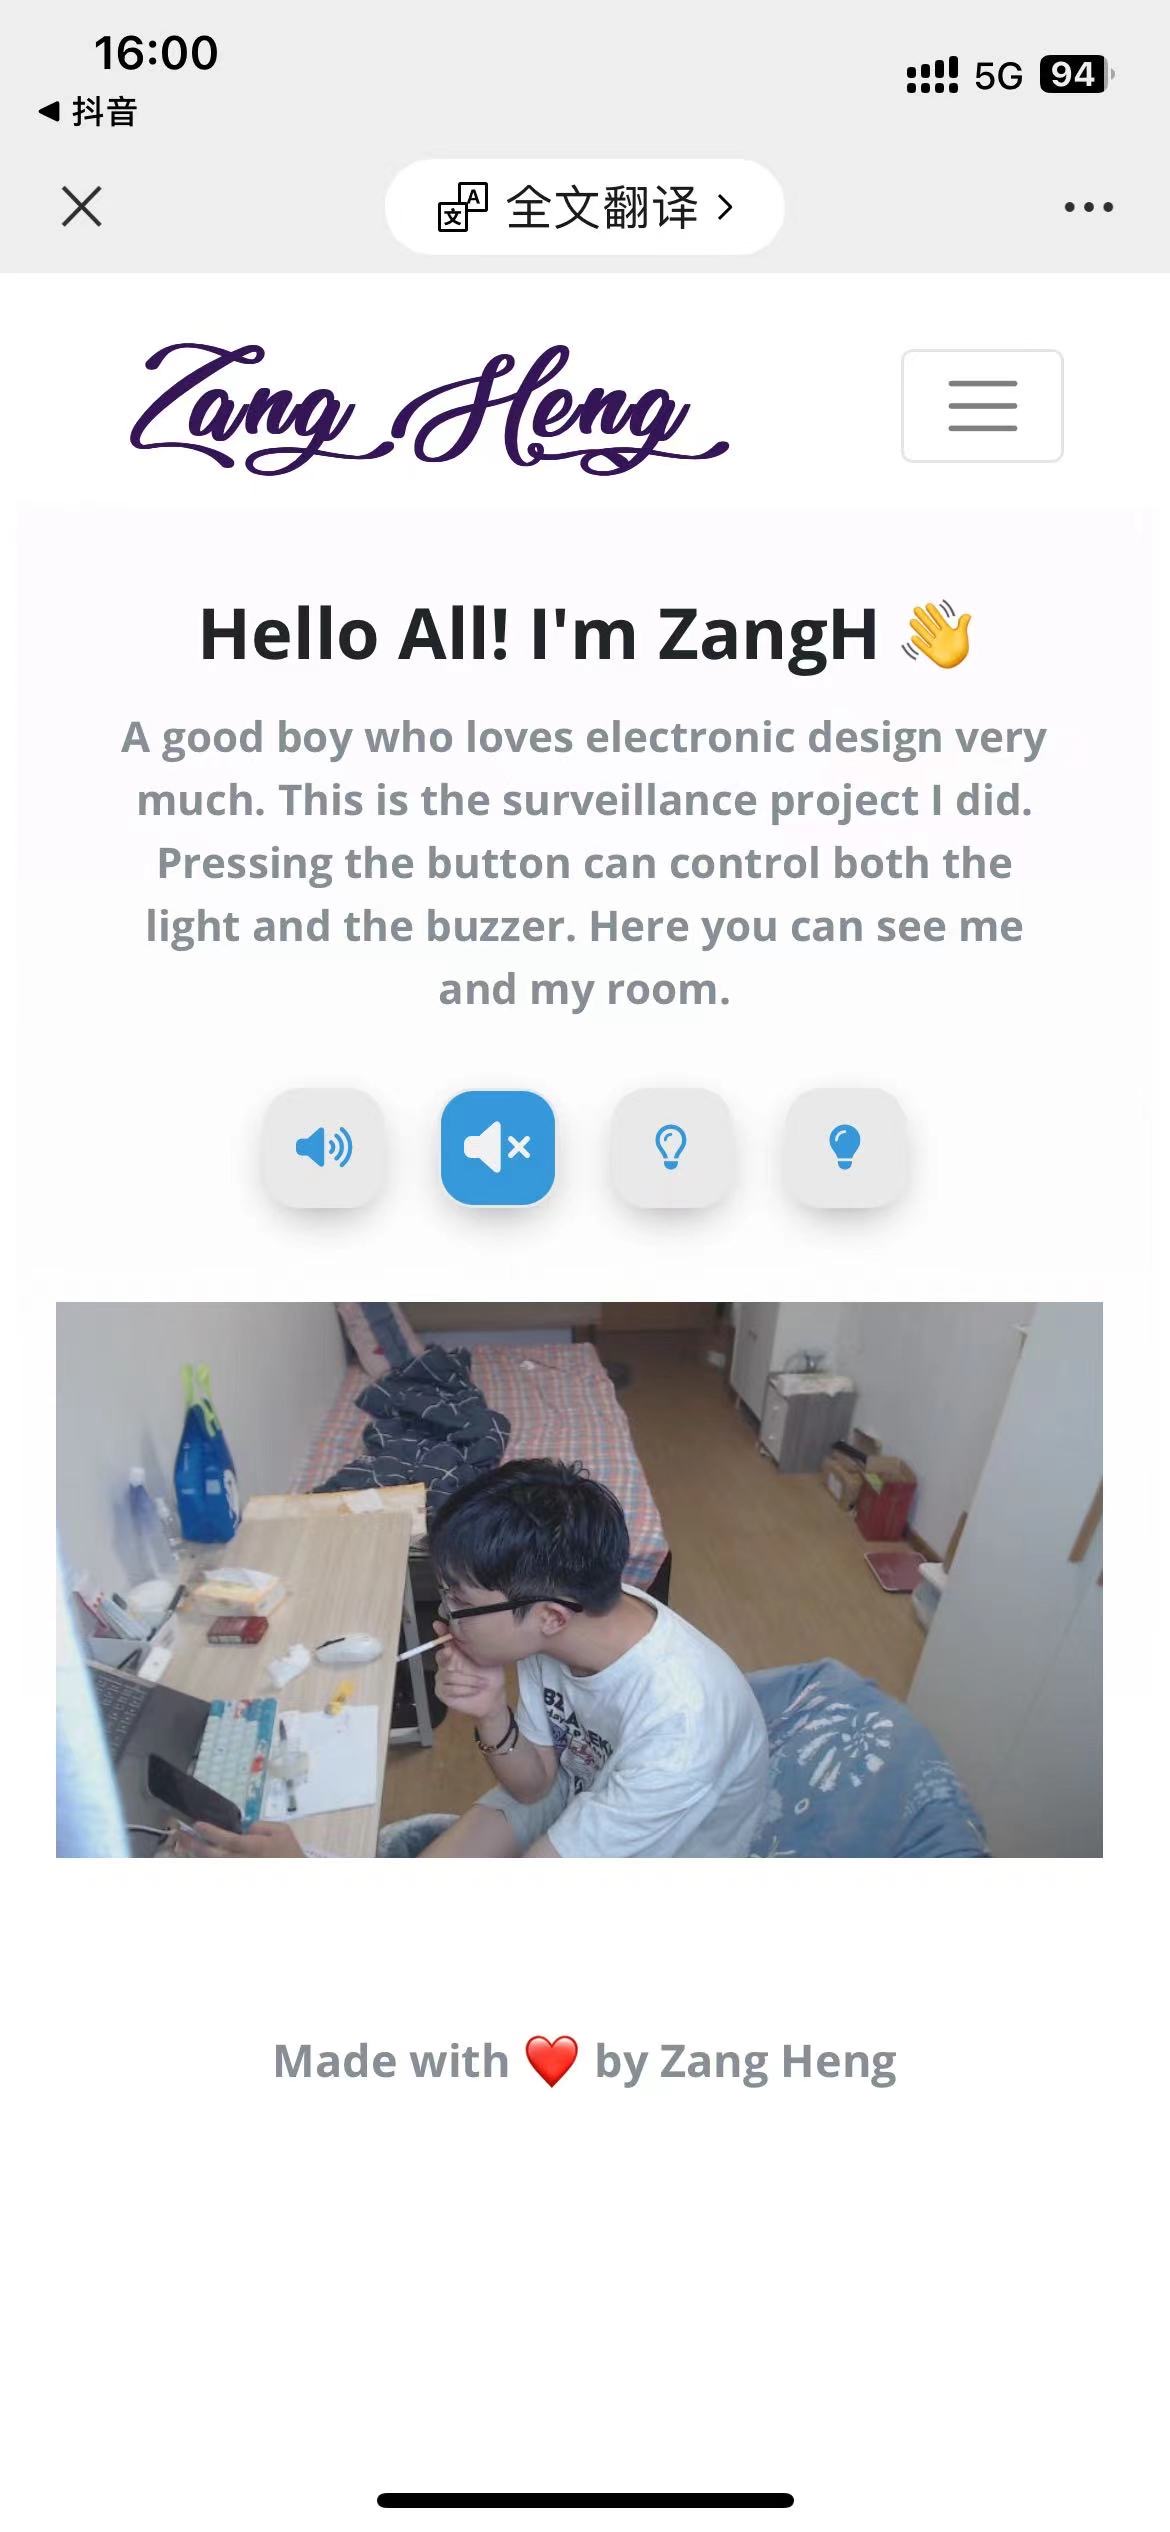 16:00
5G 94
抖音
全文翻译
Zang Heng
Hello All! I'm ZangH 👋
A good boy who loves electronic design very
much. This is the surveillance project I did.
Pressing the button can control both the
light and the buzzer. Here you can see me
and my room.
Made with ❤️ by Zang Heng